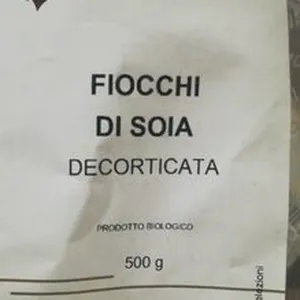 FIOCCHI
DI SOIA
DECORTICATA
PRODOTTO BIOLOGICO
500 g